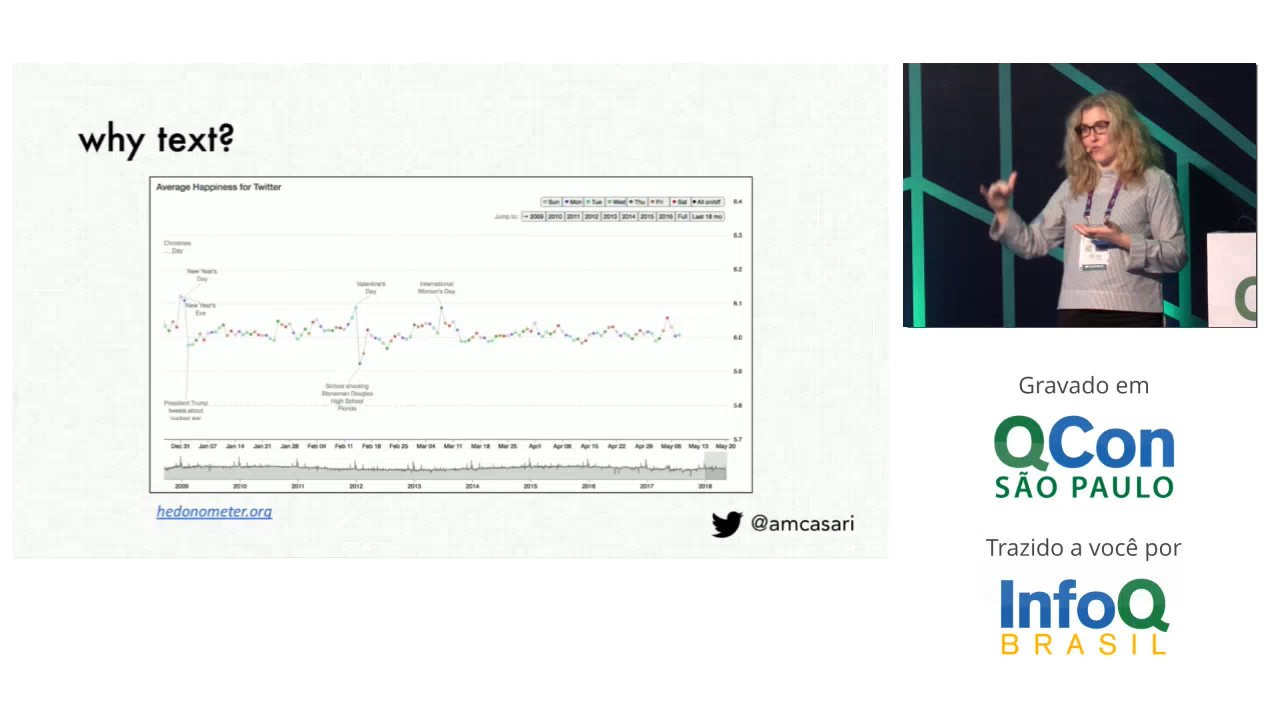 why text?
Average Happiness for Twitter
Sun Mon Tue Wed Thu Fri Sat All on/off
Jump to: 2009 2010 2011 2012 2013 2014 2015 2016 Full Last 18 mo
6.4
6.3
Christmas
Day
6.2
New Year's
Day
Valentine's
Day
International
Women's Day
6.1
New Year's
Eve
6.0
School shooting
Stoneman Douglas
High School
Florida
President Trump
tweets about
nuclear war
5.8
5.7
Dec 31 Jan 07 Jan 14 Jan 21 Jan 28 Feb 04 Feb 11 Feb 18 Feb 25 Mar 04 Mar 11 Mar 18 Mar 25 April Apr 08 Apr 15 Apr 22 Apr 29 May 06 May 13 May 20
2009 2010 2011 2012 2013 2014 2015 2016 2017 2018
hedonometer.org
@amcasari
Gravado em
QCon
SÃO PAULO
Trazido a você por
InfoQ
BRASIL